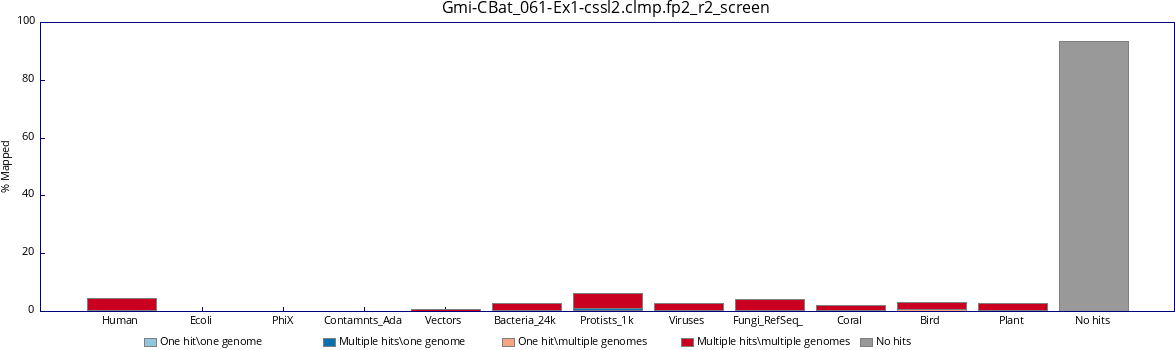 Gmi-CBat_061-Ex1-cssl2.clmp.fp2_r2_screen
100
80
60
40
20
0
% Mapped
Human Ecoli PhiX Contamnts_Ada Vectors Bacteria_24k Protists_1k Viruses Fungi_RefSeq_ Coral Bird Plant No hits
One hit\one genome Multiple hits\one genome One hit\multiple genomes Multiple hits\multiple genomes No hits